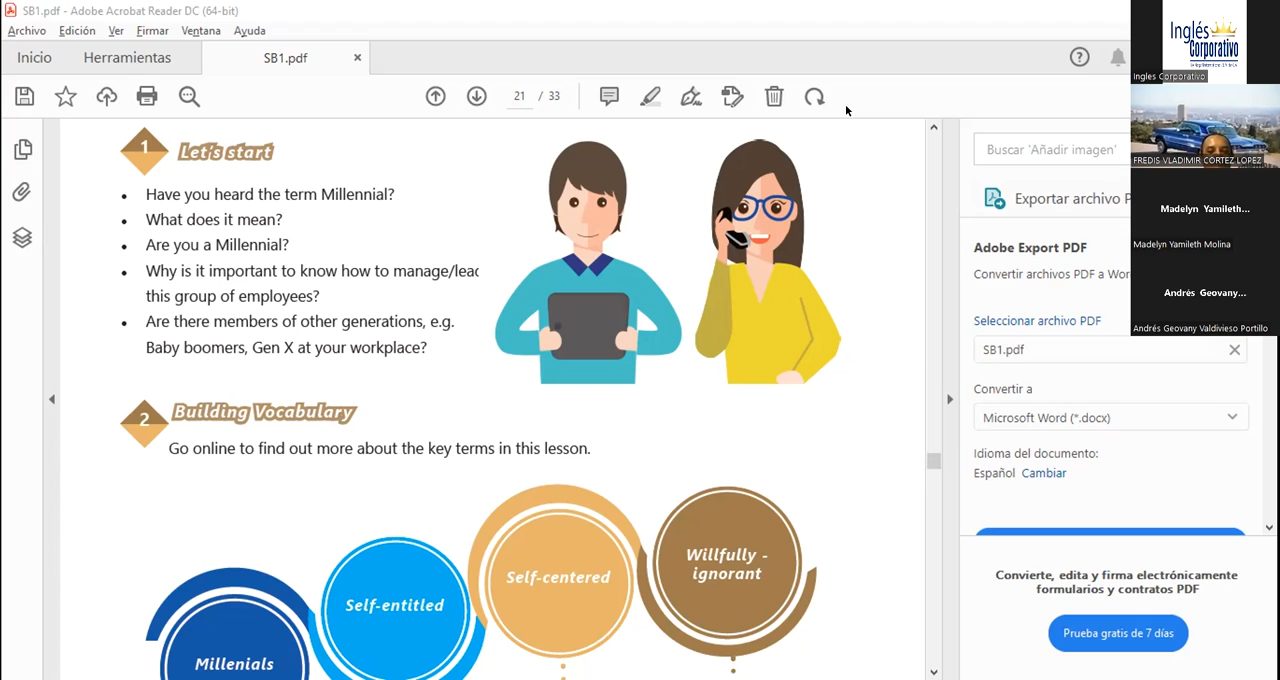 SB1.pdf - Adobe Acrobat Reader DC (64-bit)
Archivo Edición Ver Firmar Ventana Ayuda
Inicio Herramientas SB1.pdf ×
21 / 33
1 Let's start
• Have you heard the term Millennial?
• What does it mean?
• Are you a Millennial?
• Why is it important to know how to manage/lead
this group of employees?
• Are there members of other generations, e.g.
Baby boomers, Gen X at your workplace?
2 Building Vocabulary
Go online to find out more about the key terms in this lesson.
Millenials
Self-entitled
Self-centered
Willfully -
ignorant
Buscar 'Añadir imagen'
Exportar archivo P
Adobe Export PDF
Convertir archivos PDF a Wor
Seleccionar archivo PDF
SB1.pdf
Convertir a
Microsoft Word (*.docx)
Idioma del documento:
Español Cambiar
Convierte, edita y firma electrónicamente
formularios y contratos PDF
Prueba gratis de 7 días
Inglés
Corporativo
Ingles Corporativo
FREDIS VLADIMIR CORTEZ LOPEZ
Madelyn Yamileth...
Madelyn Yamileth Molina
Andrés Geovany...
Andrés Geovany Valdivieso Portillo